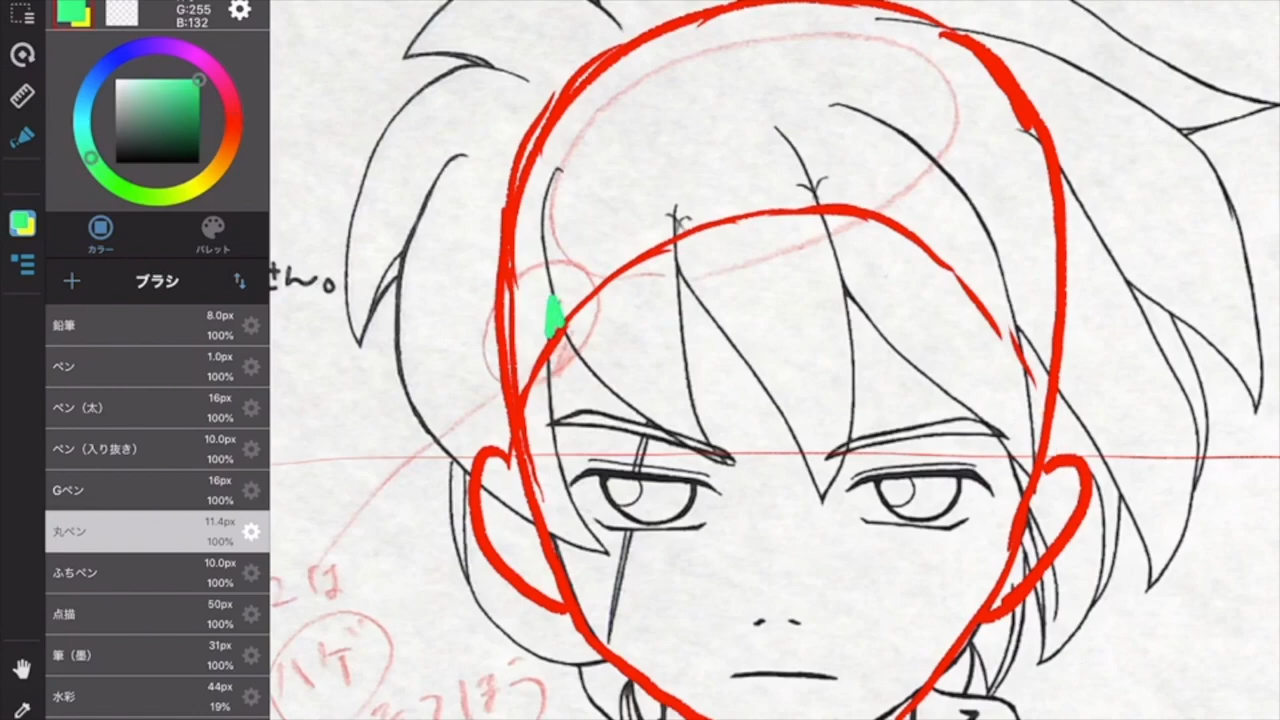 G:255
B:132
カラー
パレット
ブラシ
鉛筆
8.0px
100%
ペン
1.0px
100%
ペン（太）
16px
100%
ペン（入り抜き）
10.0px
100%
Gペン
16px
100%
丸ペン
11.4px
100%
ふちペン
10.0px
100%
点描
50px
100%
筆（墨）
31px
100%
水彩
44px
19%
さん。
は
ハゲ